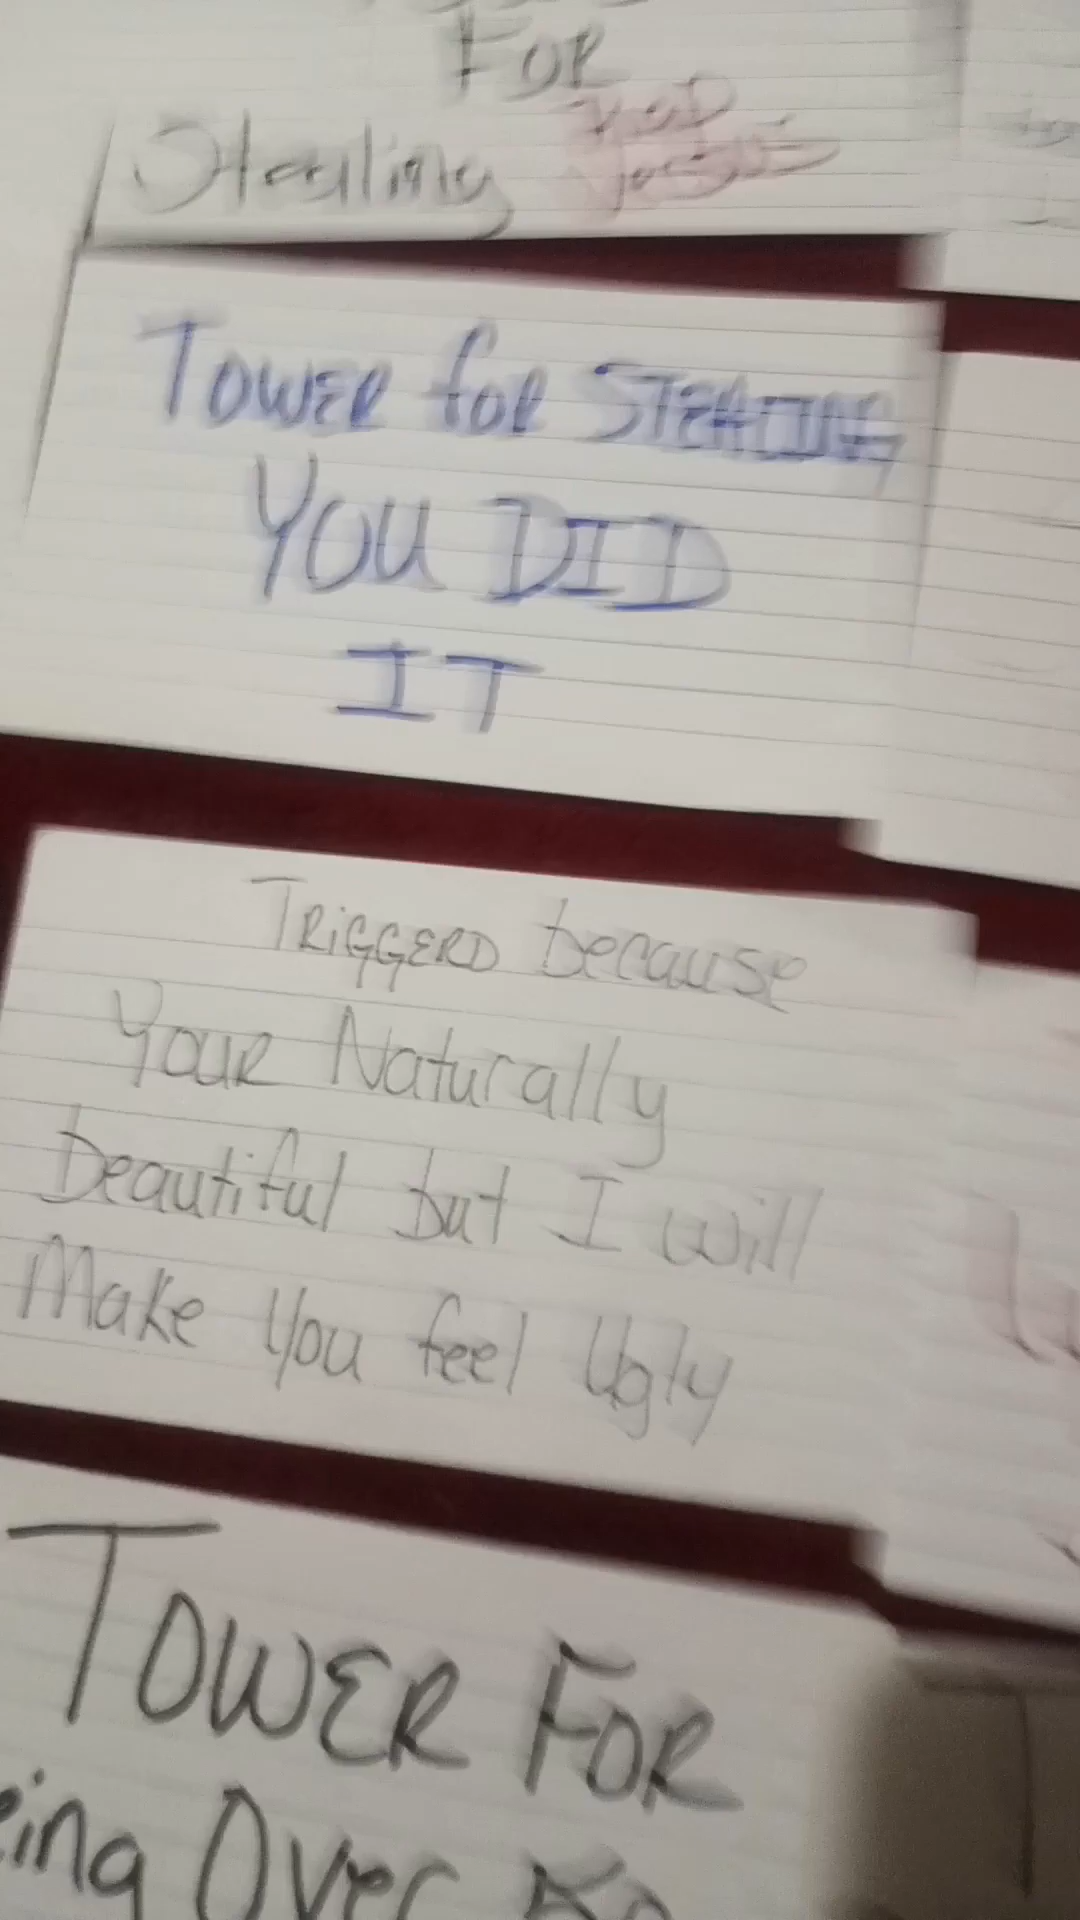 FOR
Stealing
TOWER for STEALING
YOU DID
IT
TRiGGERD because
YOUR Naturally
beautiful but I will
Make you feel Ugly
TOWER FOR
Over